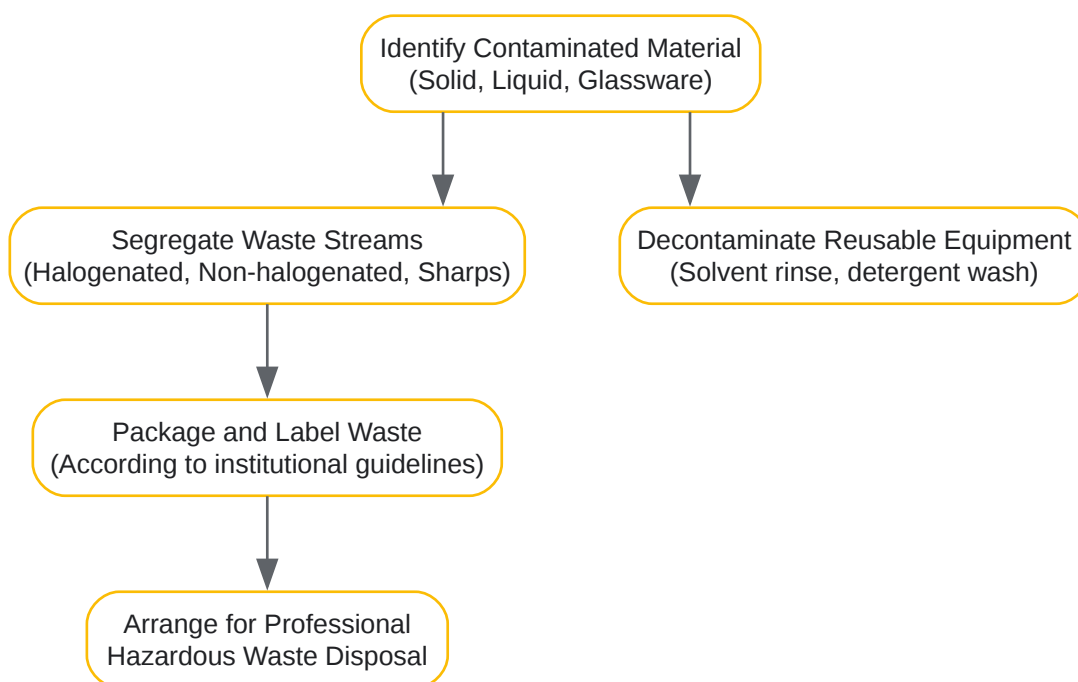 Identify Contaminated Material
(Solid, Liquid, Glassware)
Segregate Waste Streams
(Halogenated, Non-halogenated, Sharps)
Decontaminate Reusable Equipment
(Solvent rinse, detergent wash)
Package and Label Waste
(According to institutional guidelines)
Arrange for Professional
Hazardous Waste Disposal